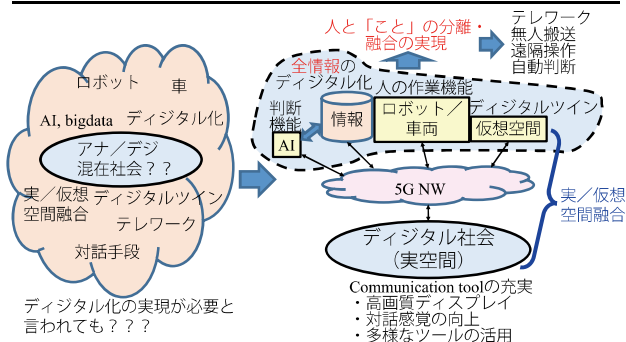 ロボット
車
AI, bigdata
ディジタル化
アナ／デジ
混在社会？？
実／仮想
空間融合
ディジタルツイン
テレワーク
対話手段
ディジタル化の実現が必要と
言われても？？？
人と「こと」の分離・
融合の実現
テレワーク
無人搬送
遠隔操作
自動判断
全情報の
ディジタル化
人の作業機能
判断
機能
AI
情報
ロボット／
車両
ディジタルツイン
仮想空間
5G NW
実／仮想
空間融合
ディジタル社会
（実空間）
Communication toolの充実
・高画質ディスプレイ
・対話感覚の向上
・多様なツールの活用